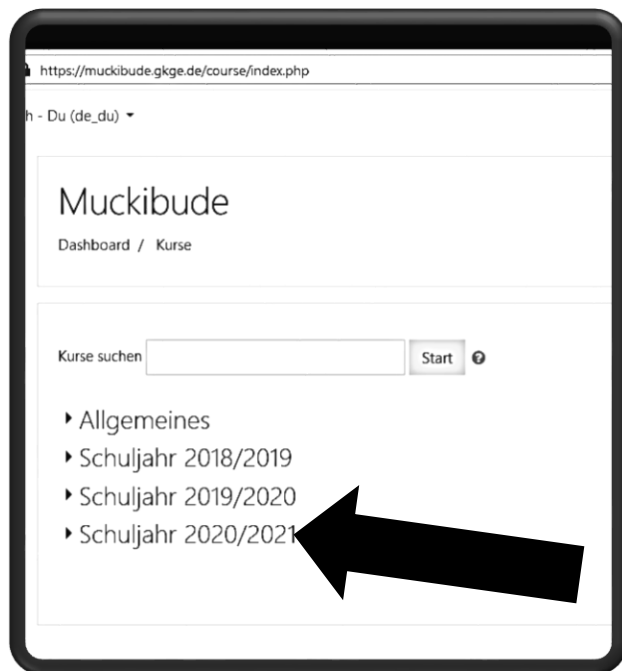 https://muckibude.gkge.de/course/index.php
h - Du (de_du)
Muckibude
Dashboard / Kurse
Kurse suchen Start
Allgemeines
Schuljahr 2018/2019
Schuljahr 2019/2020
Schuljahr 2020/2021